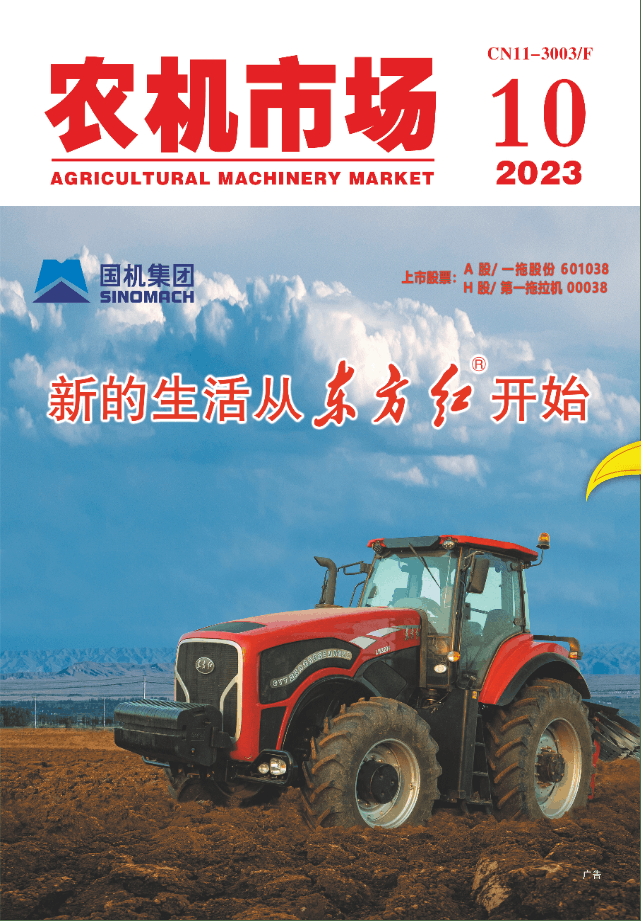 CN11-3003/F
农机市场
10
AGRICULTURAL MACHINERY MARKET
2023
国机集团
SINOMACH
上市股票：
A 股/ 一拖股份 601038
H 股/ 第一拖拉机 00038
新的生活从东方红®开始
广告